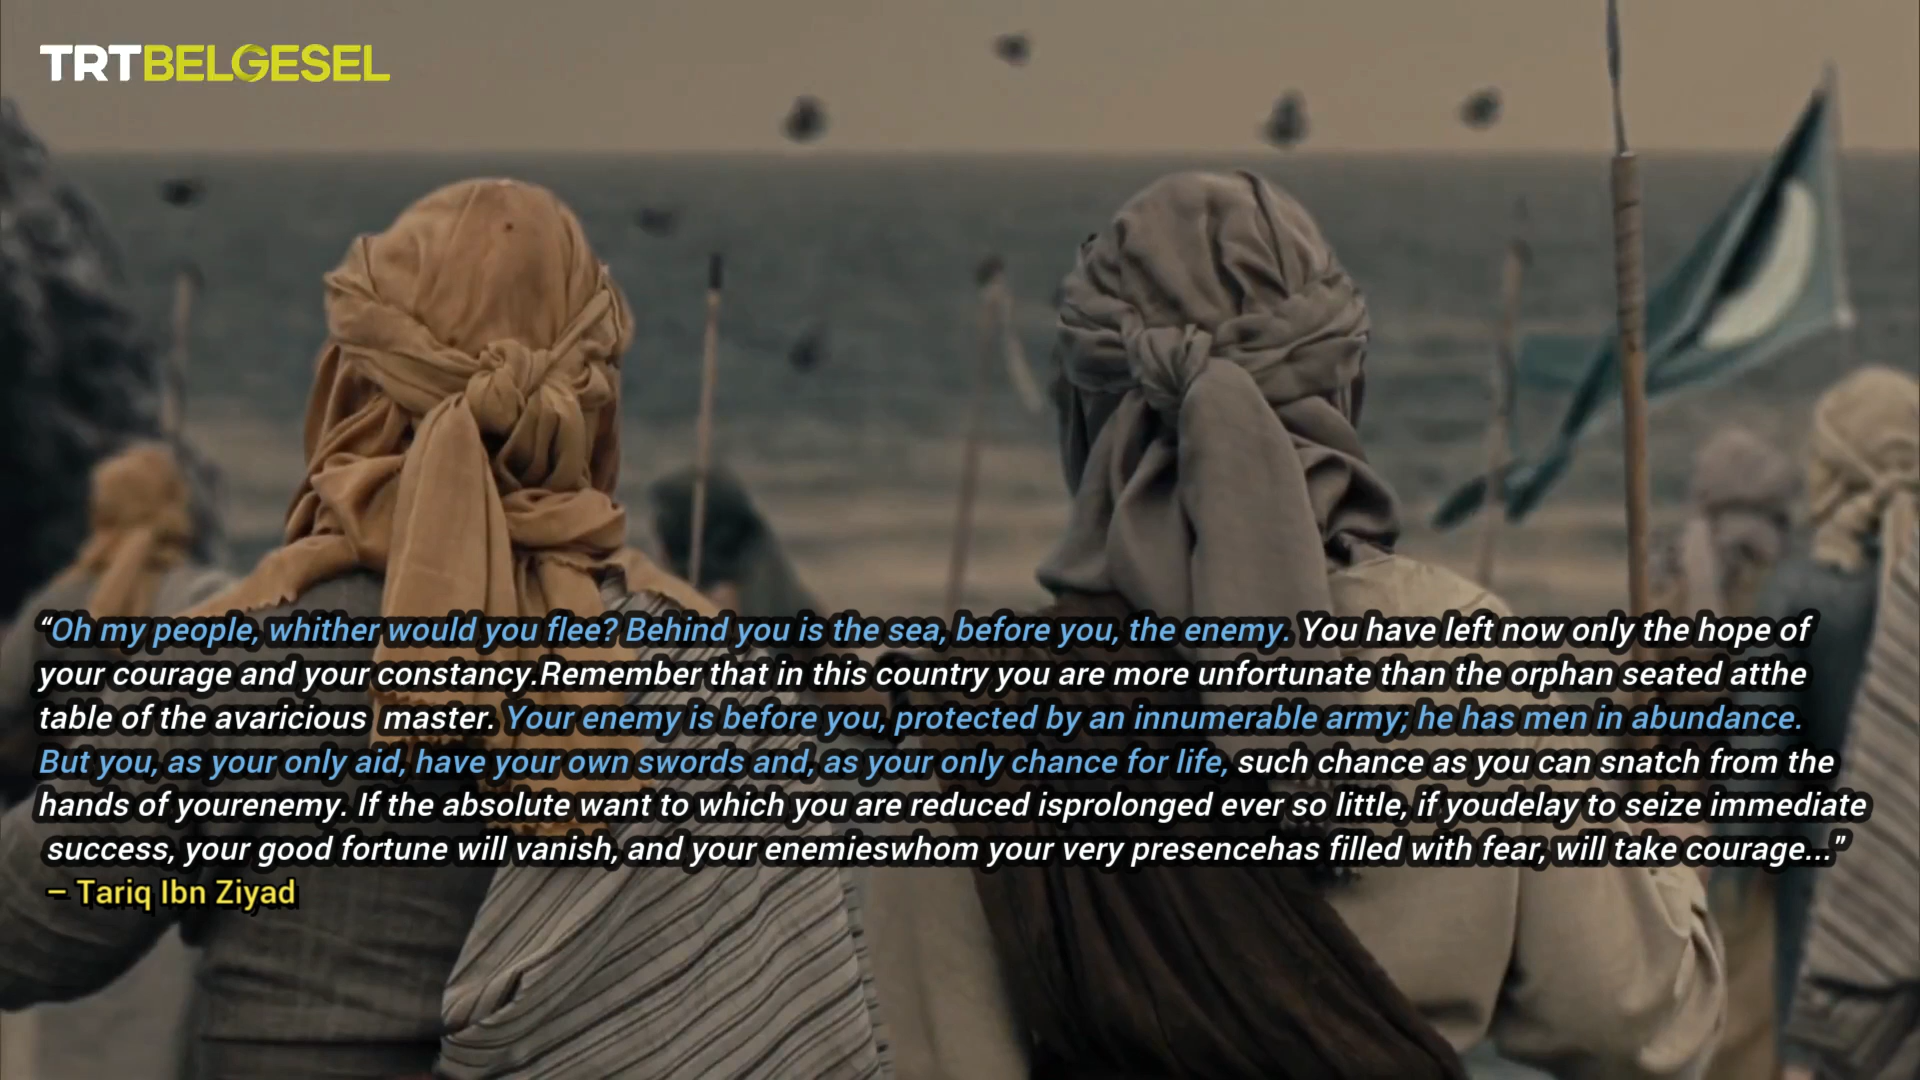 TRTBELGESEL
“Oh my people, whither would you flee? Behind you is the sea, before you, the enemy. You have left now only the hope of
your courage and your constancy.Remember that in this country you are more unfortunate than the orphan seated atthe
table of the avaricious master. Your enemy is before you, protected by an innumerable army; he has men in abundance.
But you, as your only aid, have your own swords and, as your only chance for life, such chance as you can snatch from the
hands of yourenemy. If the absolute want to which you are reduced isprolonged ever so little, if youdelay to seize immediate
success, your good fortune will vanish, and your enemieswhom your very presencehas filled with fear, will take courage...”
– Tariq Ibn Ziyad